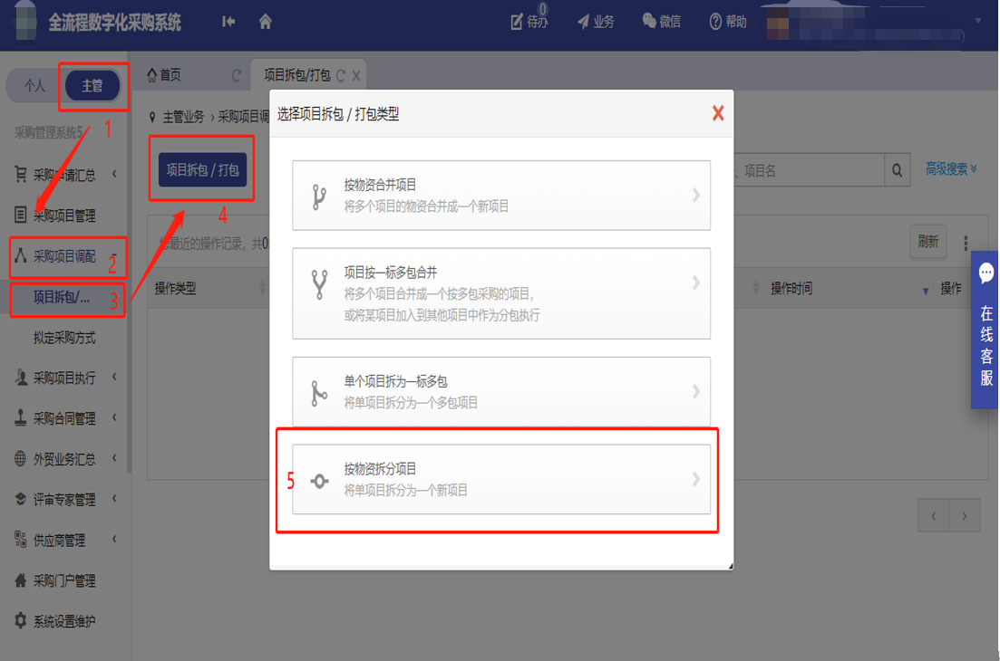 全流程数字化采购系统
待办
0
业务
微信
帮助
个人
主管
1
首页
项目拆包/打包
采购管理系统5
主管业务 › 采购项目调
选择项目拆包 / 打包类型
采购申请汇总
采购项目管理
采购项目调配
2
项目拆包/...
3
拟定采购方式
采购项目执行
采购合同管理
外贸业务汇总
评审专家管理
供应商管理
采购门户管理
系统设置维护
项目拆包 / 打包
4
项目名
高级搜索
您最近的操作记录，共0
刷新
操作类型
操作时间
操作
按物资合并项目
将多个项目的物资合并成一个新项目
项目按一标多包合并
将多个项目合并成一个按多包采购的项目,
或将某项目加入到其他项目中作为分包执行
单个项目拆为一标多包
将单项目拆分为一个多包项目
5
按物资拆分项目
将单项目拆分为一个新项目
在线客服